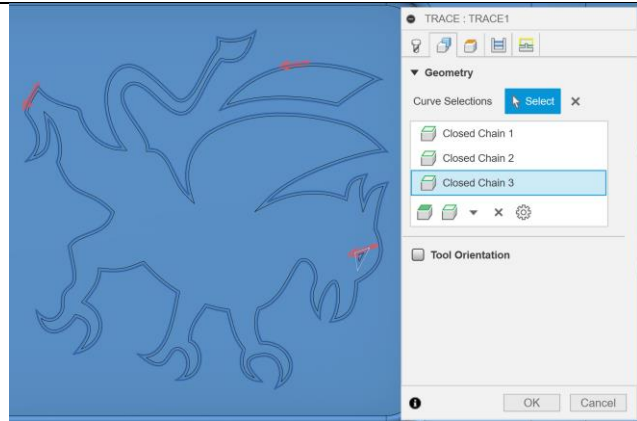 TRACE : TRACE1
Geometry
Curve Selections Select
Closed Chain 1
Closed Chain 2
Closed Chain 3
Tool Orientation
OK Cancel